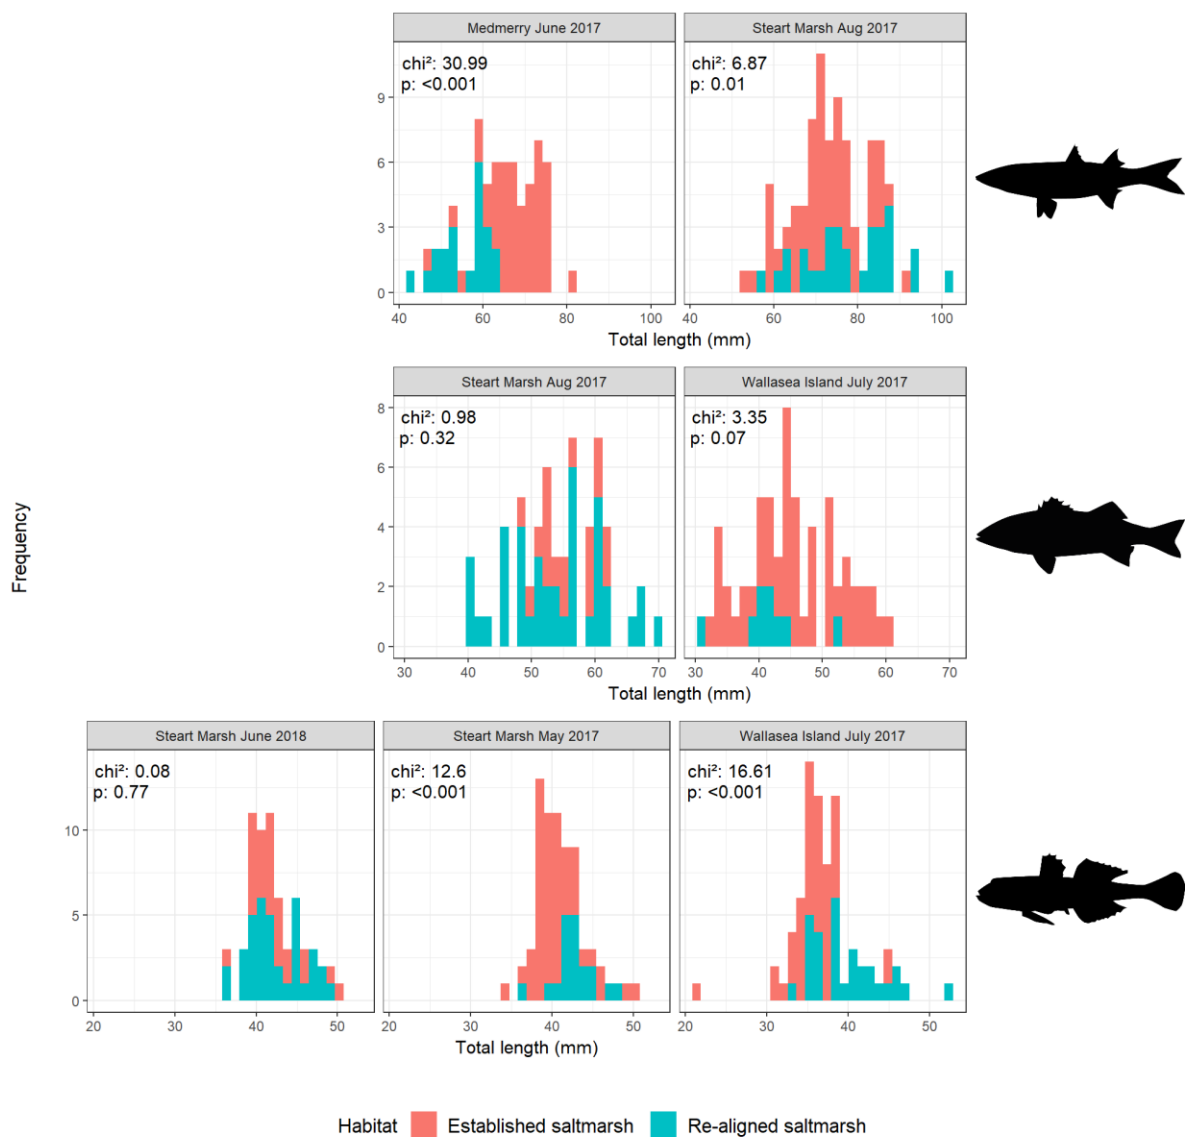 Medmerry June 2017
Steart Marsh Aug 2017
chi²: 30.99
p: <0.001
chi²: 6.87
p: 0.01
9
6
3
0
40 60 80 100
40 60 80 100
Total length (mm)
Steart Marsh Aug 2017
Wallasea Island July 2017
chi²: 0.98
p: 0.32
chi²: 3.35
p: 0.07
8
6
4
2
0
30 40 50 60 70
30 40 50 60 70
Total length (mm)
Frequency
Steart Marsh June 2018
Steart Marsh May 2017
Wallasea Island July 2017
chi²: 0.08
p: 0.77
chi²: 12.6
p: <0.001
chi²: 16.61
p: <0.001
10
5
0
20 30 40 50
20 30 40 50
20 30 40 50
Total length (mm)
Habitat Established saltmarsh Re-aligned saltmarsh